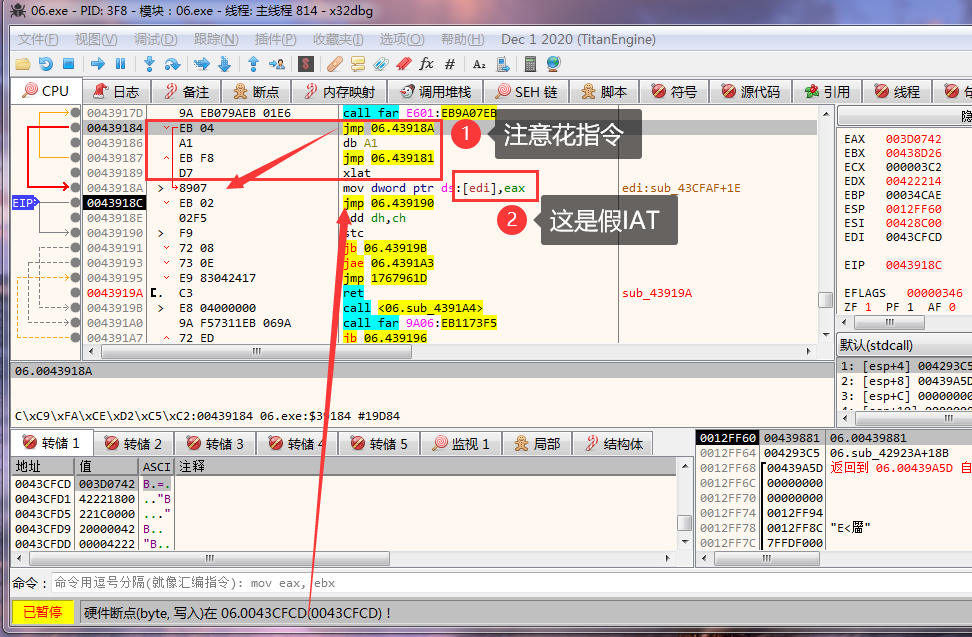 06.exe - PID: 3F8 - 模块：06.exe - 线程: 主线程 814 - x32dbg
文件(F) 视图(V) 调试(D) 跟踪(N) 插件(P) 收藏夹(I) 选项(O) 帮助(H) Dec 1 2020 (TitanEngine)
CPU 日志 备注 断点 内存映射 调用堆栈 SEH 链 脚本 符号 源代码 引用 线程
0043917D 9A EB079AEB 01E6 call far E601:EB9A07EB
00439184 EB 04 jmp 06.43918A
00439186 A1 db A1
00439187 EB F8 jmp 06.439181
00439189 D7 xlat
0043918A 8907 mov dword ptr ds:[edi],eax edi:sub_43CFAF+1E
EIP 0043918C EB 02 jmp 06.439190
0043918E 02F5 add dh,ch
00439190 F9 stc
00439191 72 08 jb 06.43919B
00439193 73 0E jae 06.4391A3
00439195 E9 83042417 jmp 1767961D
0043919A C3 ret sub_43919A
0043919B E8 04000000 call <06.sub_4391A4>
004391A0 9A F57311EB 069A call far 9A06:EB1173F5
004391A7 72 ED jb 06.439196
1 注意花指令
2 这是假IAT
隐
EAX 003D0742
EBX 00438D26
ECX 000003C2
EDX 00422214
EBP 0034CAE
ESP 0012FF60
ESI 00428C00
EDI 0043CFCD
EIP 0043918C
EFLAGS 00000346
ZF 1 PF 1 AF 0
默认(stdcall)
1: [esp+4] 004293C5
2: [esp+8] 00439A5D
3: [esp+C] 00000000
06.0043918A
C\xC9\xFA\xCE\xD2\xC5\xC2:00439184 06.exe:$39184 #19D84
转储 1 转储 2 转储 3 转储 4 转储 5 监视 1 局部 结构体
地址 值 ASCI 注释
0043CFCD 003D0742 B.=.
0043CFD1 42221800 .."B
0043CFD5 221C0000 ..."
0043CFD9 20000042 B..
0043CFDD 00004222 "B..
0012FF60 00439881 06.00439881
0012FF64 004293C5 06.sub_42923A+18B
0012FF68 00439A5D 返回到 06.00439A5D 自
0012FF6C 00000000
0012FF70 00000000
0012FF74 0012FF94
0012FF78 0012FF8C
0012FF7C 7FFDF000
命令： 命令用逗号分隔(就像汇编指令): mov eax, ebx
已暂停 硬件断点(byte, 写入)在 06.0043CFCD(0043CFCD)！